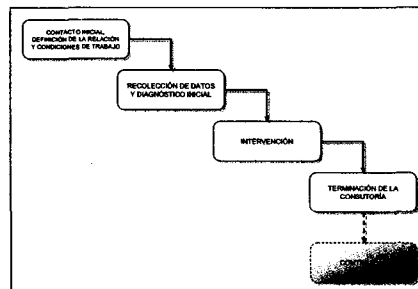 CONTACTO INICIAL,
DEFINICIÓN DE LA RELACIÓN
Y CONDICIONES DE TRABAJO
RECOLECCIÓN DE DATOS
Y DIAGNÓSTICO INICIAL
INTERVENCIÓN
TERMINACIÓN DE LA
CONSUTORÍA